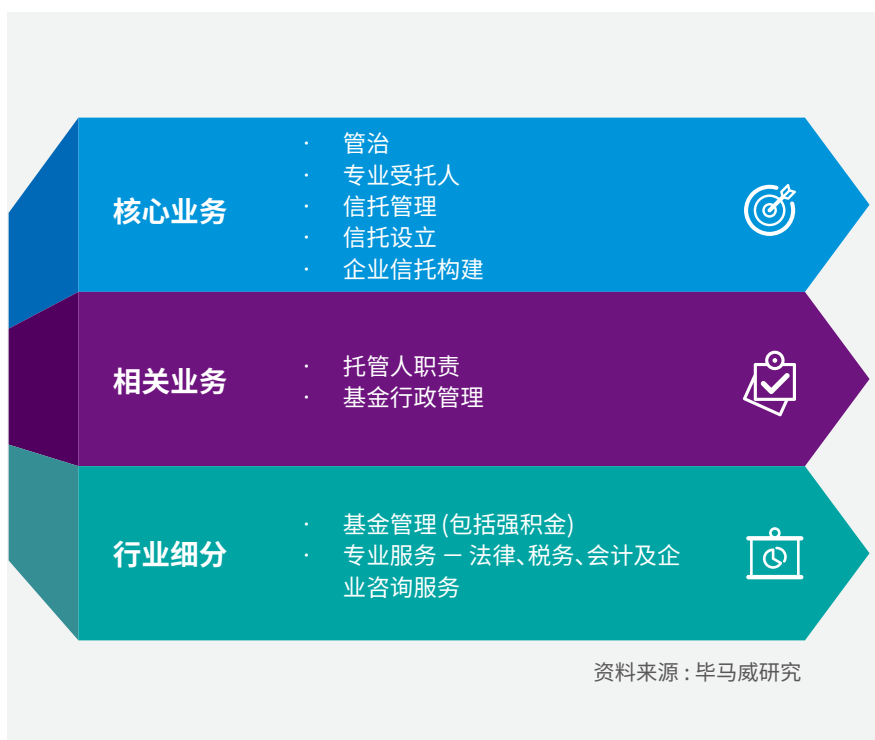 核心业务
· 管治
· 专业受托人
· 信托管理
· 信托设立
· 企业信托构建
相关业务
· 托管人职责
· 基金行政管理
行业细分
· 基金管理 (包括强积金)
· 专业服务 — 法律、税务、会计及企
业咨询服务
资料来源 : 毕马威研究